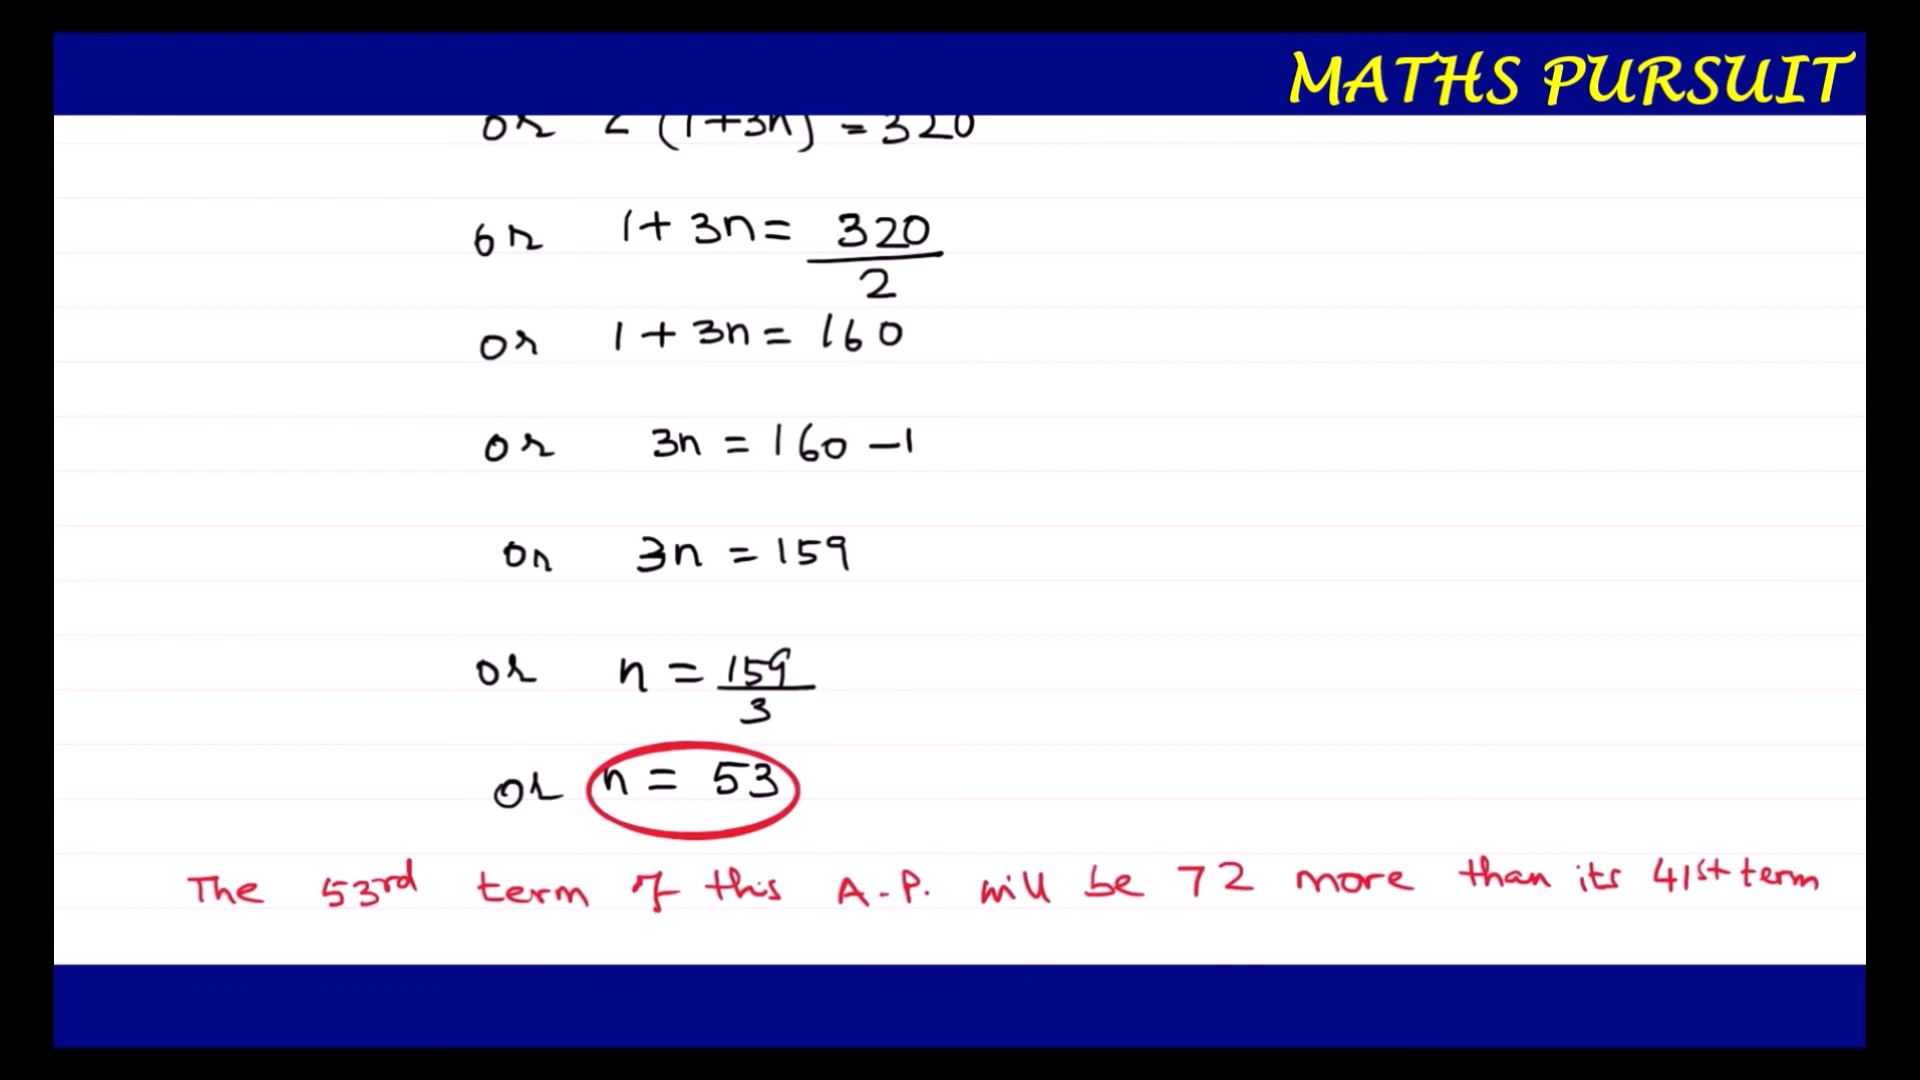 MATHS PURSUIT
or 2 (1+3n) = 320
or 1 + 3n = 320/2
or 1 + 3n = 160
or 3n = 160 - 1
or 3n = 159
or n = 159/3
or n = 53
The 53rd term of this A.P. will be 72 more than its 41st term